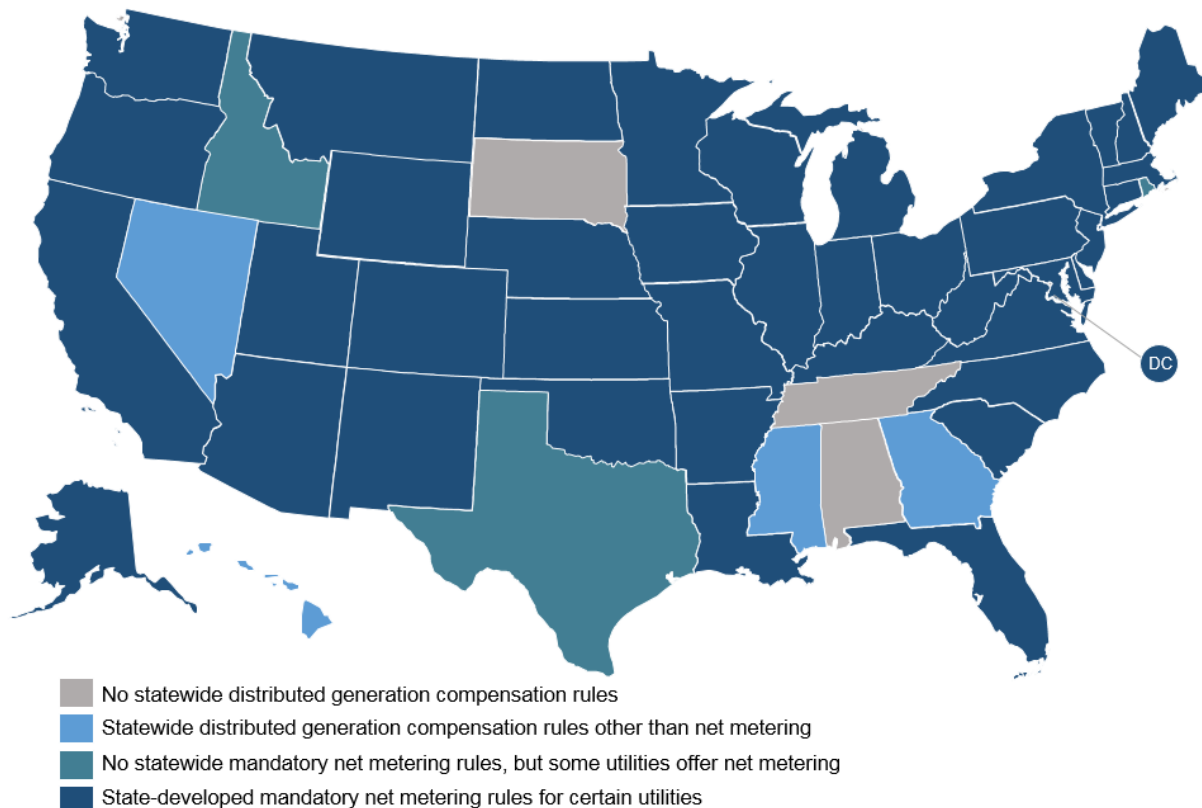 DC
No statewide distributed generation compensation rules
Statewide distributed generation compensation rules other than net metering
No statewide mandatory net metering rules, but some utilities offer net metering
State-developed mandatory net metering rules for certain utilities